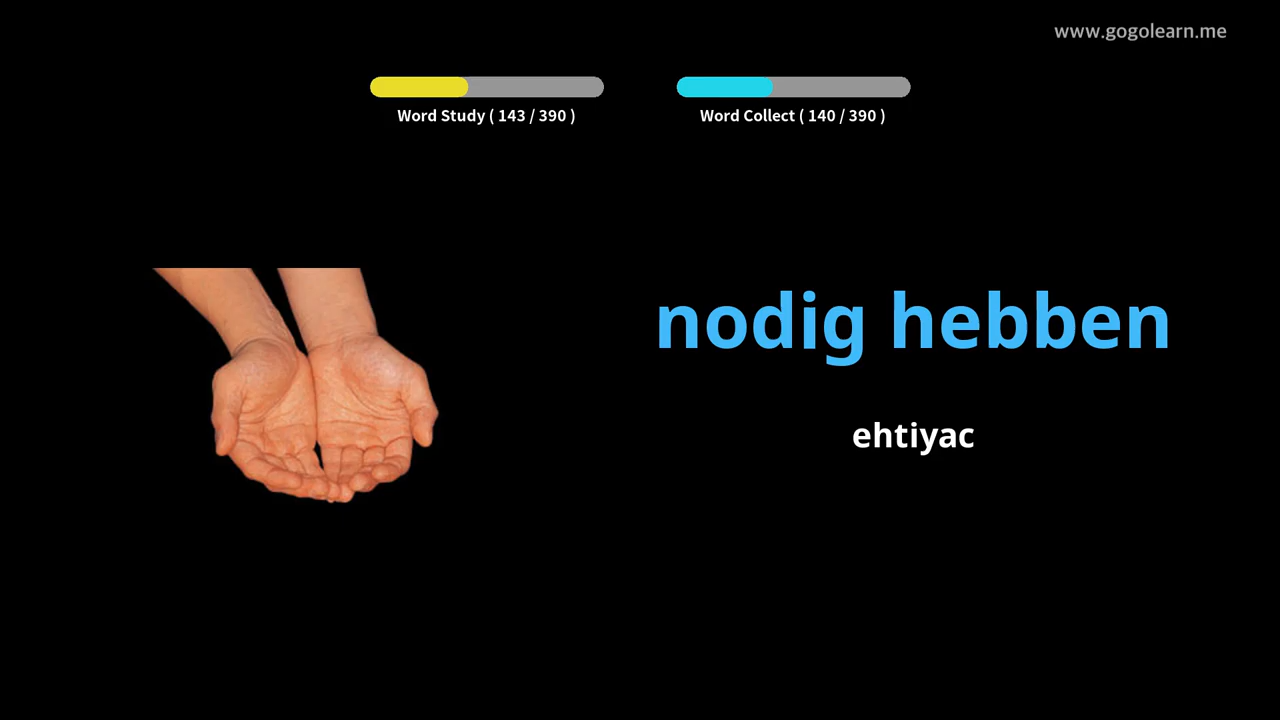 www.gogolearn.me
Word Study ( 143 / 390 )
Word Collect ( 140 / 390 )
nodig hebben
ehtiyac